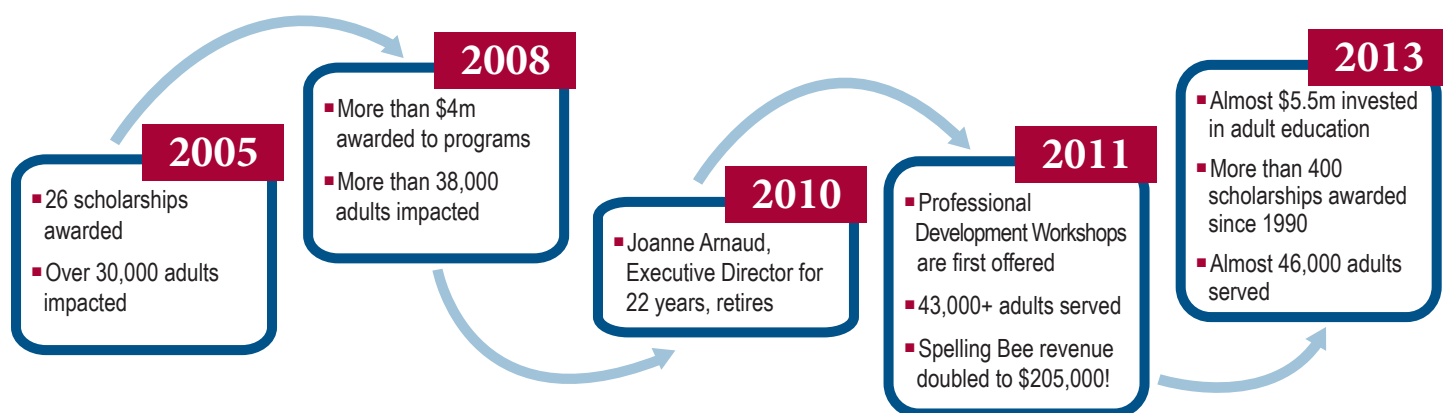 2005
▪ 26 scholarships
awarded
▪ Over 30,000 adults
impacted
2008
▪ More than $4m
awarded to programs
▪ More than 38,000
adults impacted
2010
▪ Joanne Arnaud,
Executive Director for
22 years, retires
2011
▪ Professional
Development Workshops
are first offered
▪ 43,000+ adults served
▪ Spelling Bee revenue
doubled to $205,000!
2013
▪ Almost $5.5m invested
in adult education
▪ More than 400
scholarships awarded
since 1990
▪ Almost 46,000 adults
served